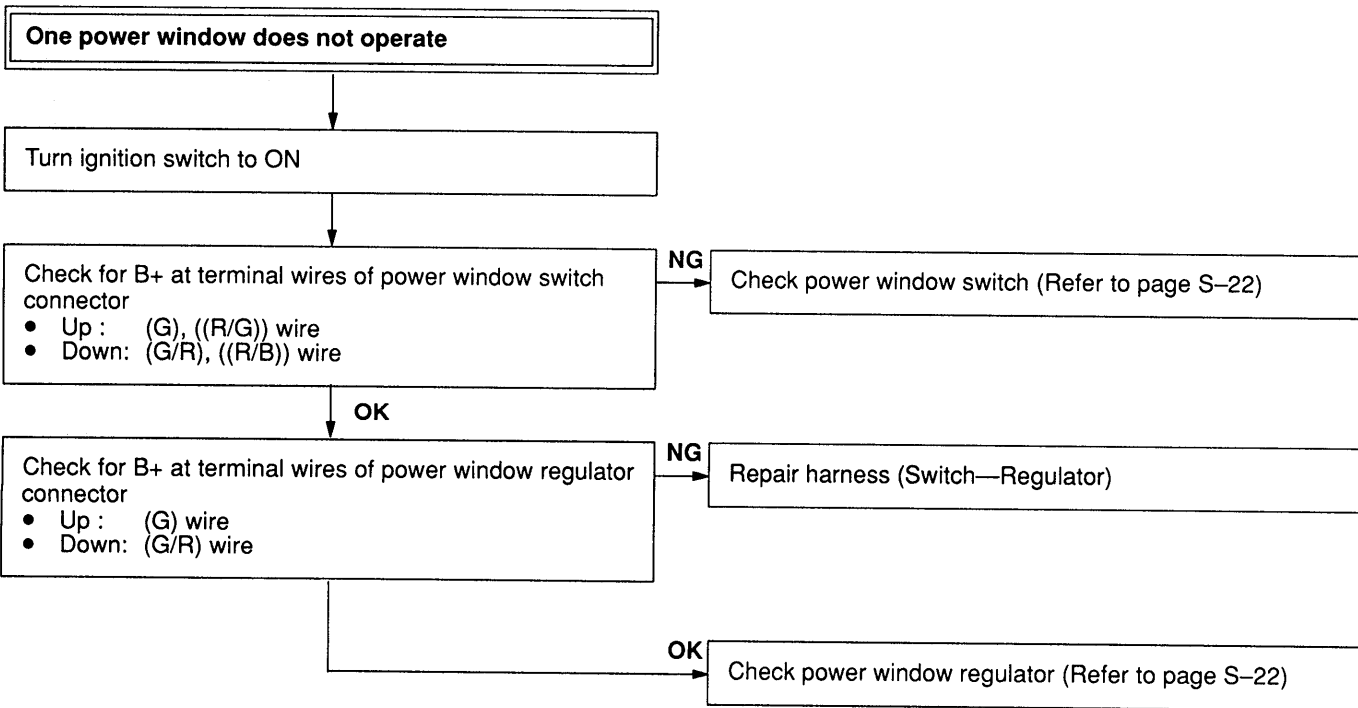 One power window does not operate
Turn ignition switch to ON
Check for B+ at terminal wires of power window switch
connector
● Up : (G), ((R/G)) wire
● Down: (G/R), ((R/B)) wire
NG
Check power window switch (Refer to page S–22)
OK
Check for B+ at terminal wires of power window regulator
connector
● Up : (G) wire
● Down: (G/R) wire
NG
Repair harness (Switch—Regulator)
OK
Check power window regulator (Refer to page S–22)